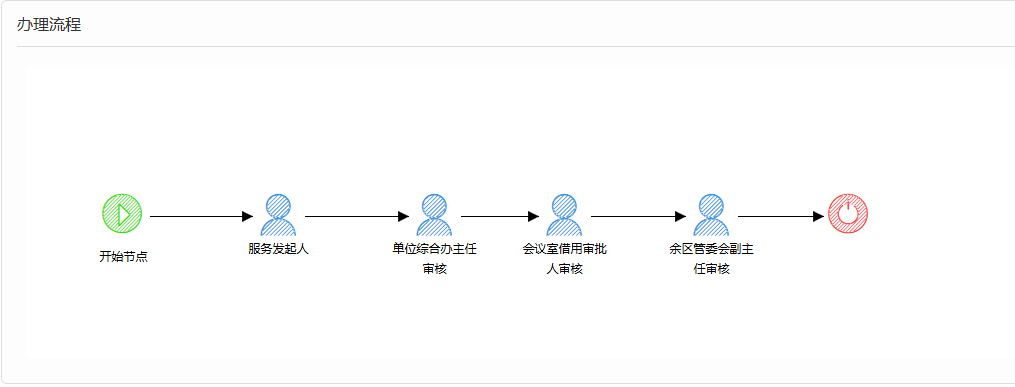 办理流程
开始节点
服务发起人
单位综合办主任
审核
会议室借用审批
人审核
余区管委会副主
任审核